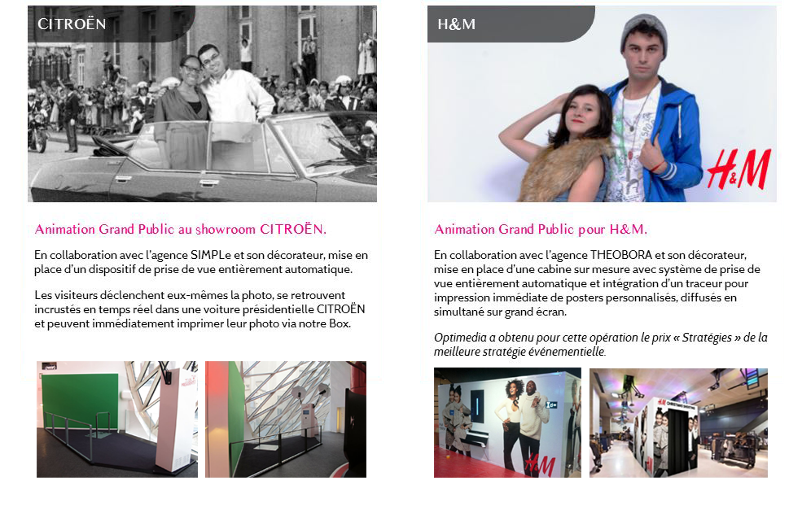 CITROËN
Animation Grand Public au showroom CITROËN.
En collaboration avec l'agence SIMPLe et son décorateur, mise en
place d'un dispositif de prise de vue entièrement automatique.
Les visiteurs déclenchent eux-mêmes la photo, se retrouvent
incrustés en temps réel dans une voiture présidentielle CITROËN
et peuvent immédiatement imprimer leur photo via notre Box.
H&M
H&M
Animation Grand Public pour H&M.
En collaboration avec l'agence THEOBORA et son décorateur,
mise en place d'une cabine sur mesure avec système de prise de
vue entièrement automatique et intégration d'un traceur pour
impression immédiate de posters personnalisés, diffusés en
simultané sur grand écran.
Optimedia a obtenu pour cette opération le prix « Stratégies » de la
meilleure stratégie événementielle.
H&M
H&M